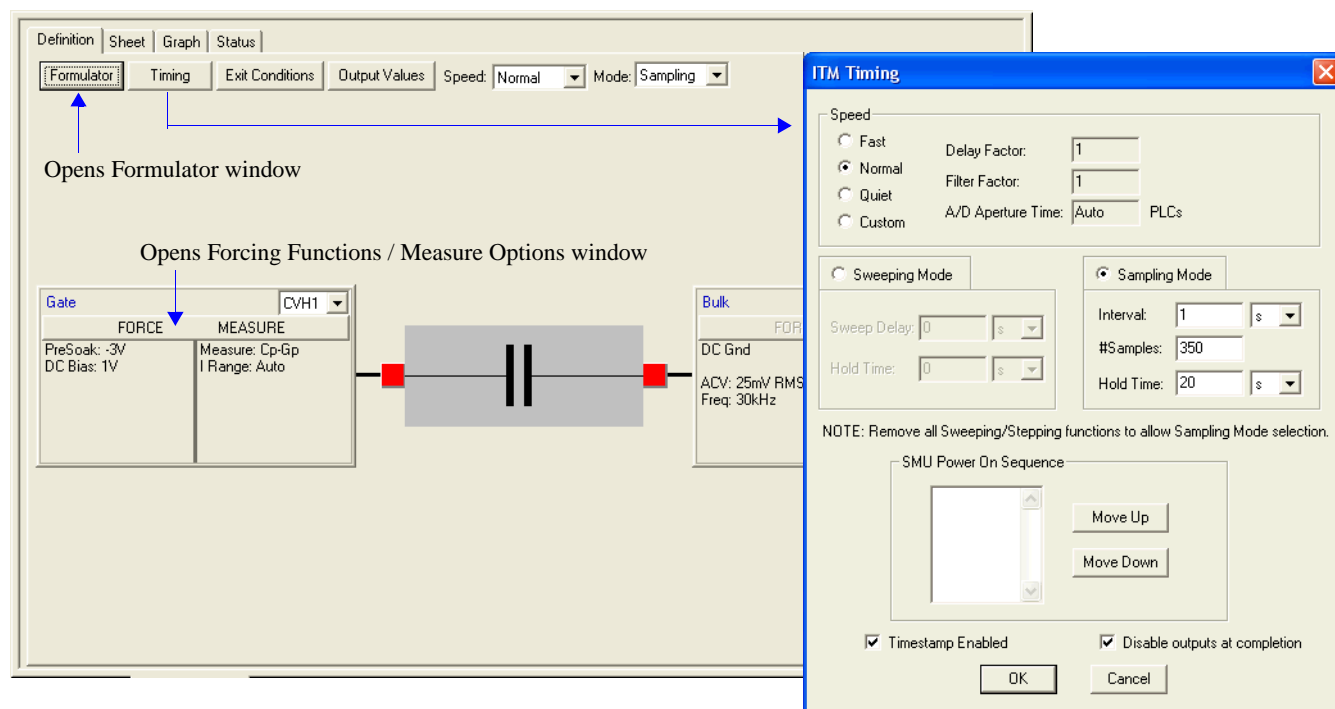 Definition Sheet Graph Status
Formulator Timing Exit Conditions Output Values Speed: Normal Mode: Sampling
Opens Formulator window
Opens Forcing Functions / Measure Options window
Gate CVH1
FORCE MEASURE
PreSoak: -3V
DC Bias: 1V
Measure: Cp-Gp
I Range: Auto
Bulk
FOR
DC Gnd
ACV: 25mV RMS
Freq: 30kHz
ITM Timing
Speed
Fast
Normal
Quiet
Custom
Delay Factor: 1
Filter Factor: 1
A/D Aperture Time: Auto PLCs
Sweeping Mode
Sweep Delay: 0 s
Hold Time: 0 s
Sampling Mode
Interval: 1 s
#Samples: 350
Hold Time: 20 s
NOTE: Remove all Sweeping/Stepping functions to allow Sampling Mode selection.
SMU Power On Sequence
Move Up
Move Down
Timestamp Enabled
Disable outputs at completion
OK Cancel